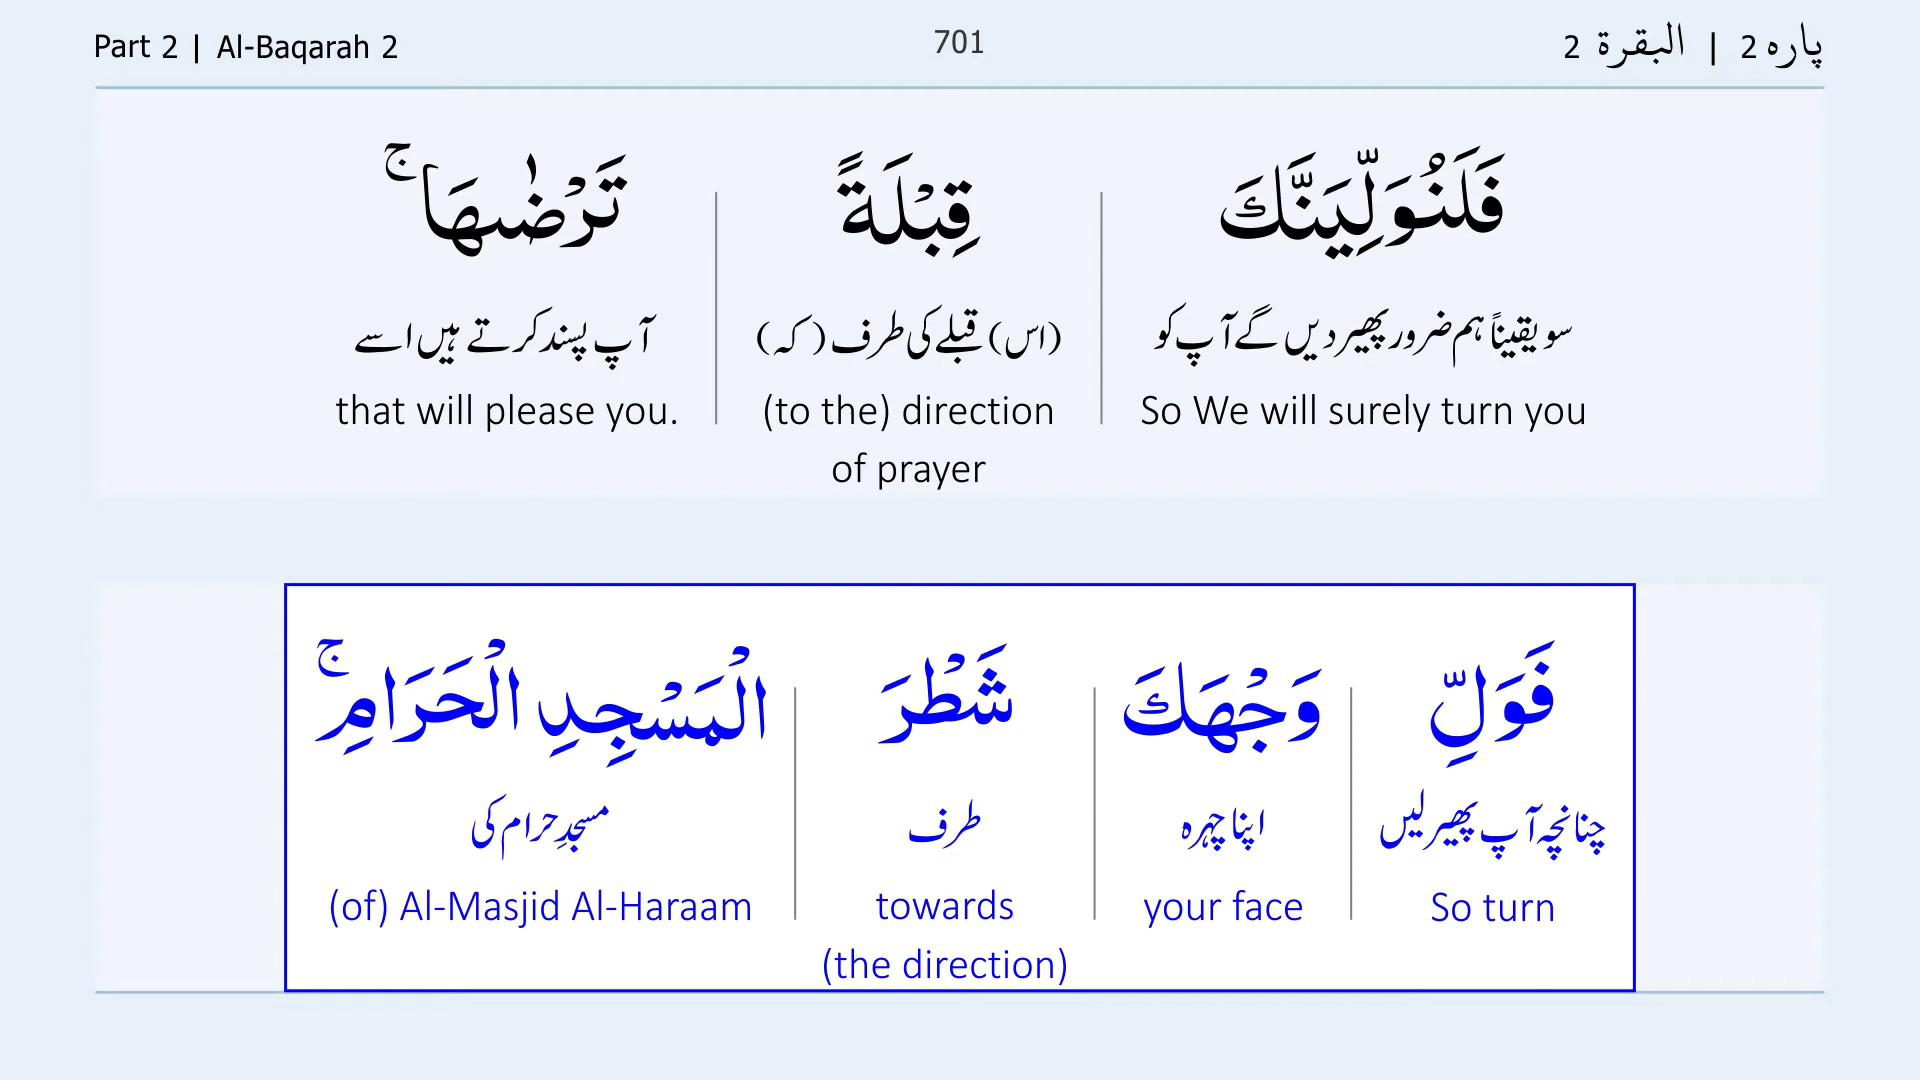 Part 2 | Al-Baqarah 2
701
پارہ 2 | البقرة 2
فَلَنُوَلِّيَنَّكَ قِبْلَةً تَرْضٰىهَا ۚ
سو یقیناً ہم ضرور پھیر دیں گے آپ کو (اس) قبلے کی طرف (کہ) آپ پسند کرتے ہیں اسے
that will please you. (to the) direction So We will surely turn you
of prayer
فَوَلِّ وَجْهَكَ شَطْرَ الْمَسْجِدِ الْحَرَامِ ۚ
چنانچہ آپ پھیر لیں اپنا چہرہ طرف مسجدِ حرام کی
(of) Al-Masjid Al-Haraam towards your face So turn
(the direction)